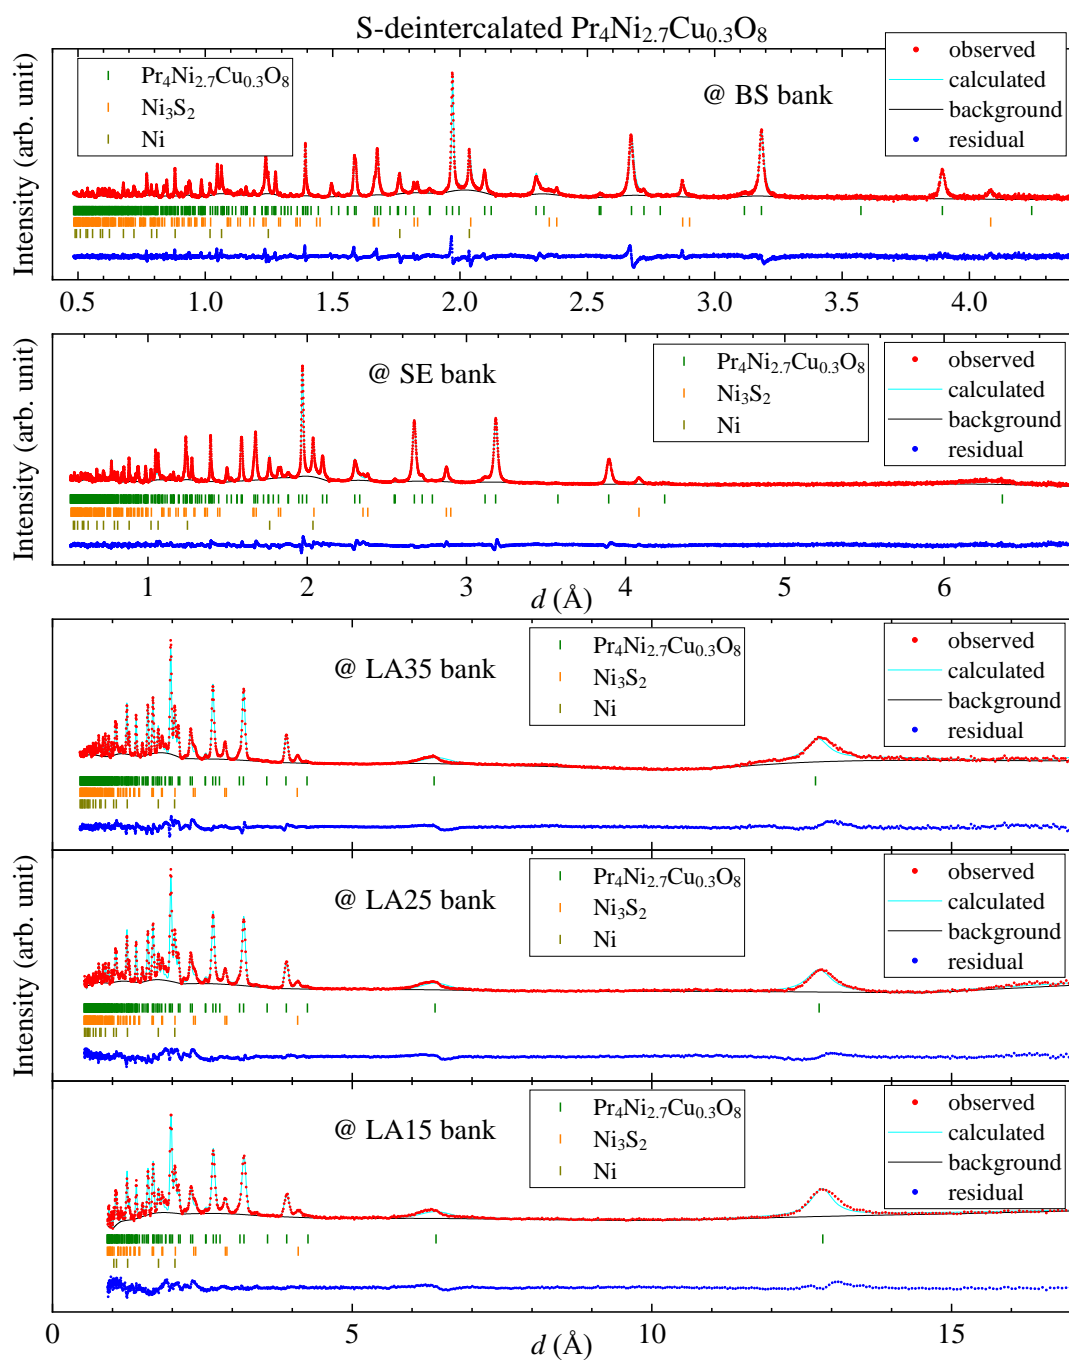 S-deintercalated Pr₄Ni₂.₇Cu₀.₃O₈
Intensity (arb. unit)
Pr₄Ni₂.₇Cu₀.₃O₈
Ni₃S₂
Ni
@ BS bank
observed
calculated
background
residual
0.5 1.0 1.5 2.0 2.5 3.0 3.5 4.0
Intensity (arb. unit)
@ SE bank
Pr₄Ni₂.₇Cu₀.₃O₈
Ni₃S₂
Ni
observed
calculated
background
residual
1 2 3 4 5 6
d (Å)
@ LA35 bank
Pr₄Ni₂.₇Cu₀.₃O₈
Ni₃S₂
Ni
observed
calculated
background
residual
Intensity (arb. unit)
@ LA25 bank
Pr₄Ni₂.₇Cu₀.₃O₈
Ni₃S₂
Ni
observed
calculated
background
residual
@ LA15 bank
Pr₄Ni₂.₇Cu₀.₃O₈
Ni₃S₂
Ni
observed
calculated
background
residual
0 5 10 15
d (Å)